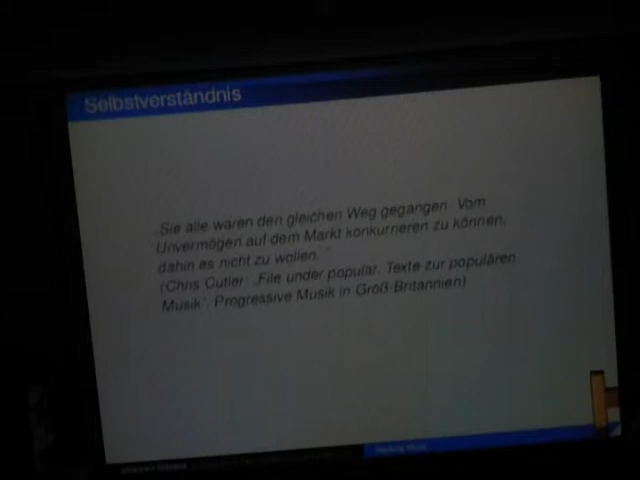 Selbstverständnis
„Sie alle waren den gleichen Weg gegangen: Vom
Unvermögen auf dem Markt konkurrieren zu können,
dahin es nicht zu wollen."
(Chris Cutler: „File under popular. Texte zur populären
Musik", Progressive Musik in Groß-Britannien)